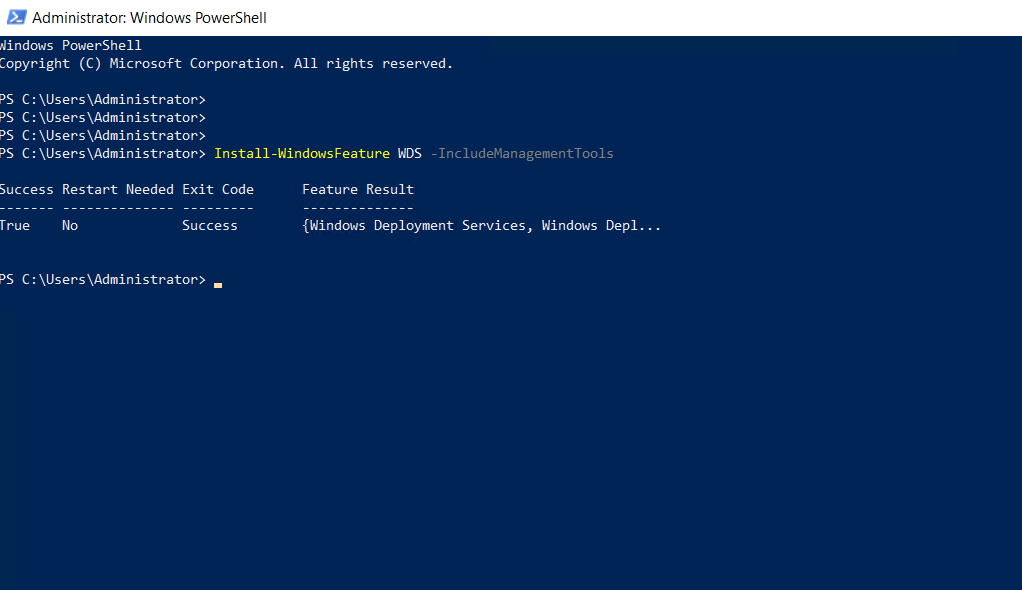 Administrator: Windows PowerShell
Windows PowerShell
Copyright (C) Microsoft Corporation. All rights reserved.
PS C:\Users\Administrator>
PS C:\Users\Administrator>
PS C:\Users\Administrator>
PS C:\Users\Administrator> Install-WindowsFeature WDS -IncludeManagementTools
Success Restart Needed Exit Code      Feature Result
------- -------------- ---------      --------------
True    No             Success        {Windows Deployment Services, Windows Depl...
PS C:\Users\Administrator>